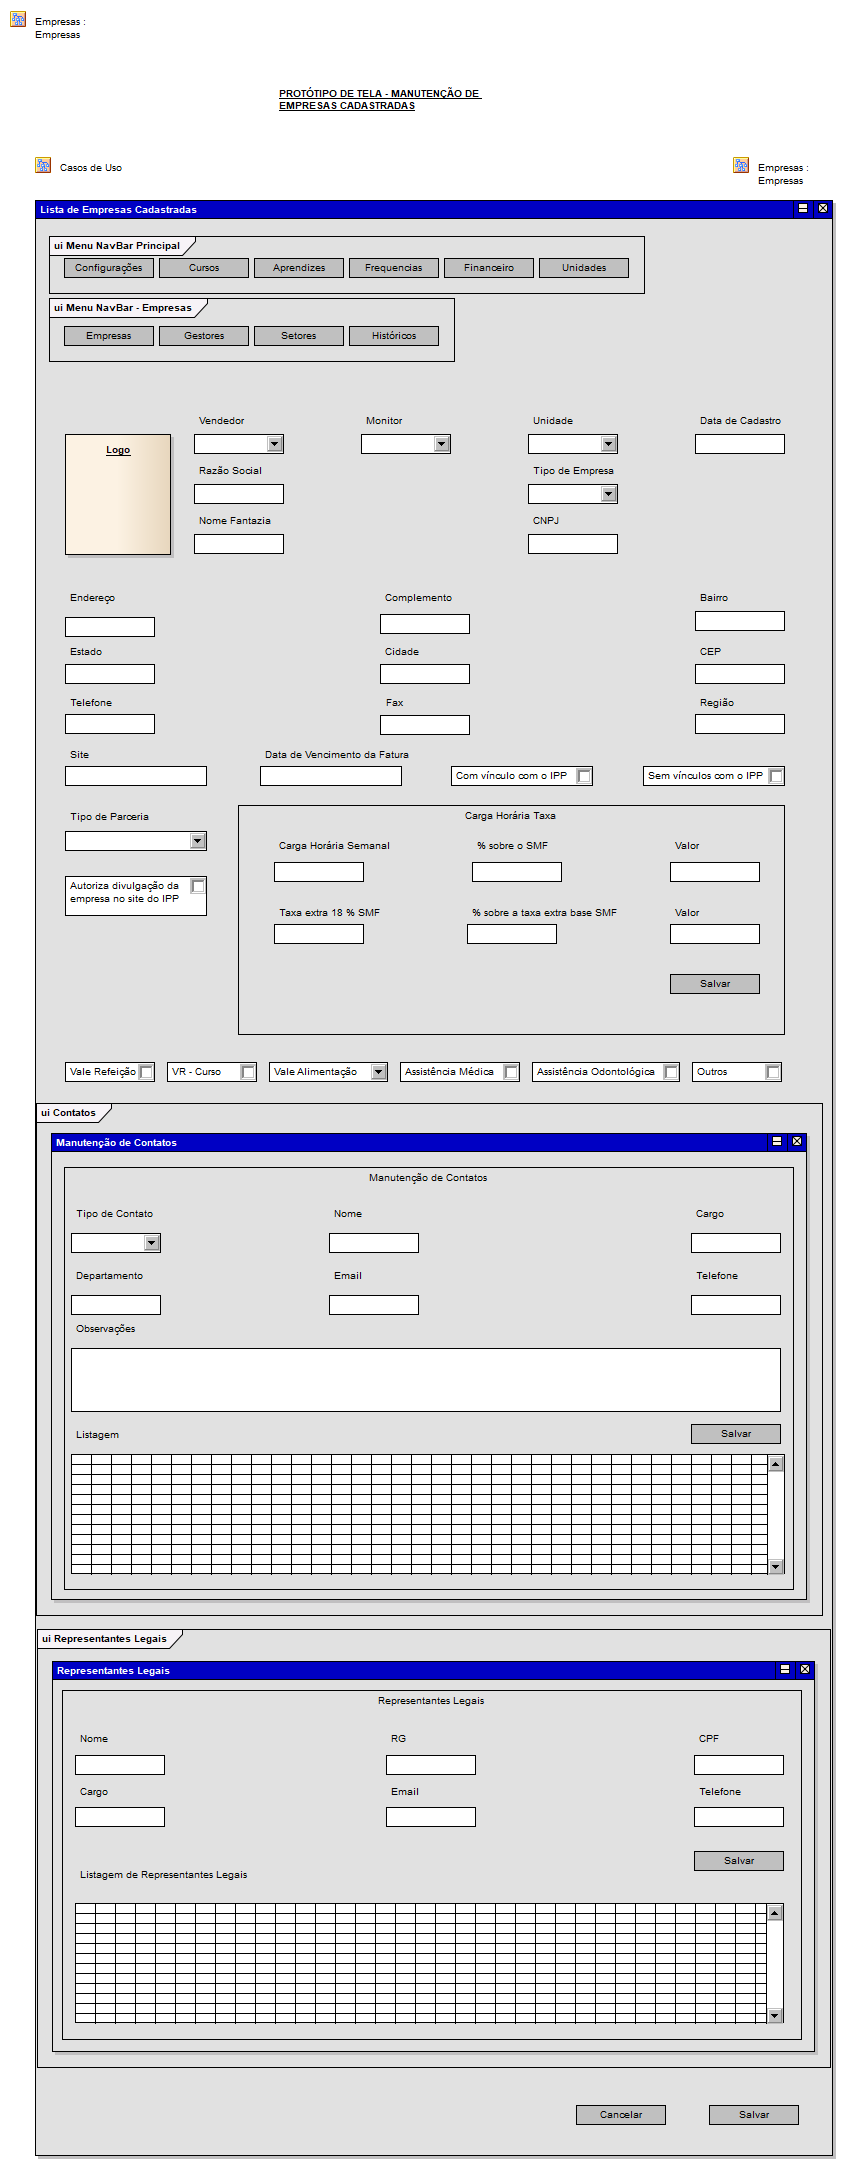 Empresas :
Empresas
PROTÓTIPO DE TELA - MANUTENÇÃO DE
EMPRESAS CADASTRADAS
Casos de Uso
Empresas :
Empresas
Lista de Empresas Cadastradas
ui Menu NavBar Principal
Configurações Cursos Aprendizes Frequencias Financeiro Unidades
ui Menu NavBar - Empresas
Empresas Gestores Setores Históricos
Vendedor Monitor Unidade Data de Cadastro
Logo
Razão Social Tipo de Empresa
Nome Fantazia CNPJ
Endereço Complemento Bairro
Estado Cidade CEP
Telefone Fax Região
Site Data de Vencimento da Fatura
Com vínculo com o IPP Sem vínculos com o IPP
Tipo de Parceria Carga Horária Taxa
Carga Horária Semanal % sobre o SMF Valor
Autoriza divulgação da
empresa no site do IPP
Taxa extra 18 % SMF % sobre a taxa extra base SMF Valor
Salvar
Vale Refeição VR - Curso Vale Alimentação Assistência Médica Assistência Odontológica Outros
ui Contatos
Manutenção de Contatos
Manutenção de Contatos
Tipo de Contato Nome Cargo
Departamento Email Telefone
Observações
Listagem Salvar
ui Representantes Legais
Representantes Legais
Representantes Legais
Nome RG CPF
Cargo Email Telefone
Salvar
Listagem de Representantes Legais
Cancelar Salvar